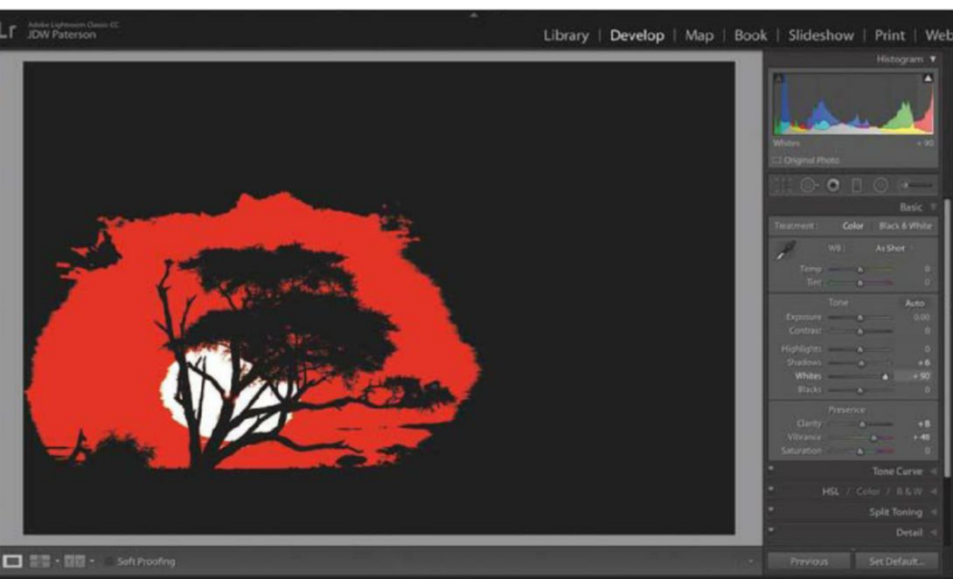 Lr
Adobe Lightroom Classic CC
JDW Paterson
Library | Develop | Map | Book | Slideshow | Print | Web
Histogram
Whites + 90
Original Photo
Basic
Treatment: Color Black & White
WB: As Shot
Temp 0
Tint 0
Tone Auto
Exposure 0.00
Contrast 0
Highlights 0
Shadows + 6
Whites + 90
Blacks 0
Presence
Clarity + 8
Vibrance + 48
Saturation 0
Tone Curve
HSL / Color / B & W
Split Toning
Detail
Soft Proofing
Previous Set Default...